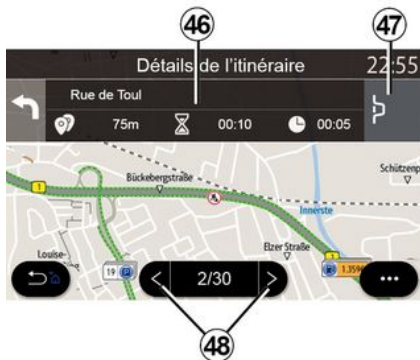 46
47
Détails de l'itinéraire
22:55
Rue de Toul
75m
00:10
00:05
Bückebergstraße
Schützenp
1
Innerste
Elzer Straße
Louise-
1
19 P
1.359
2/30
48